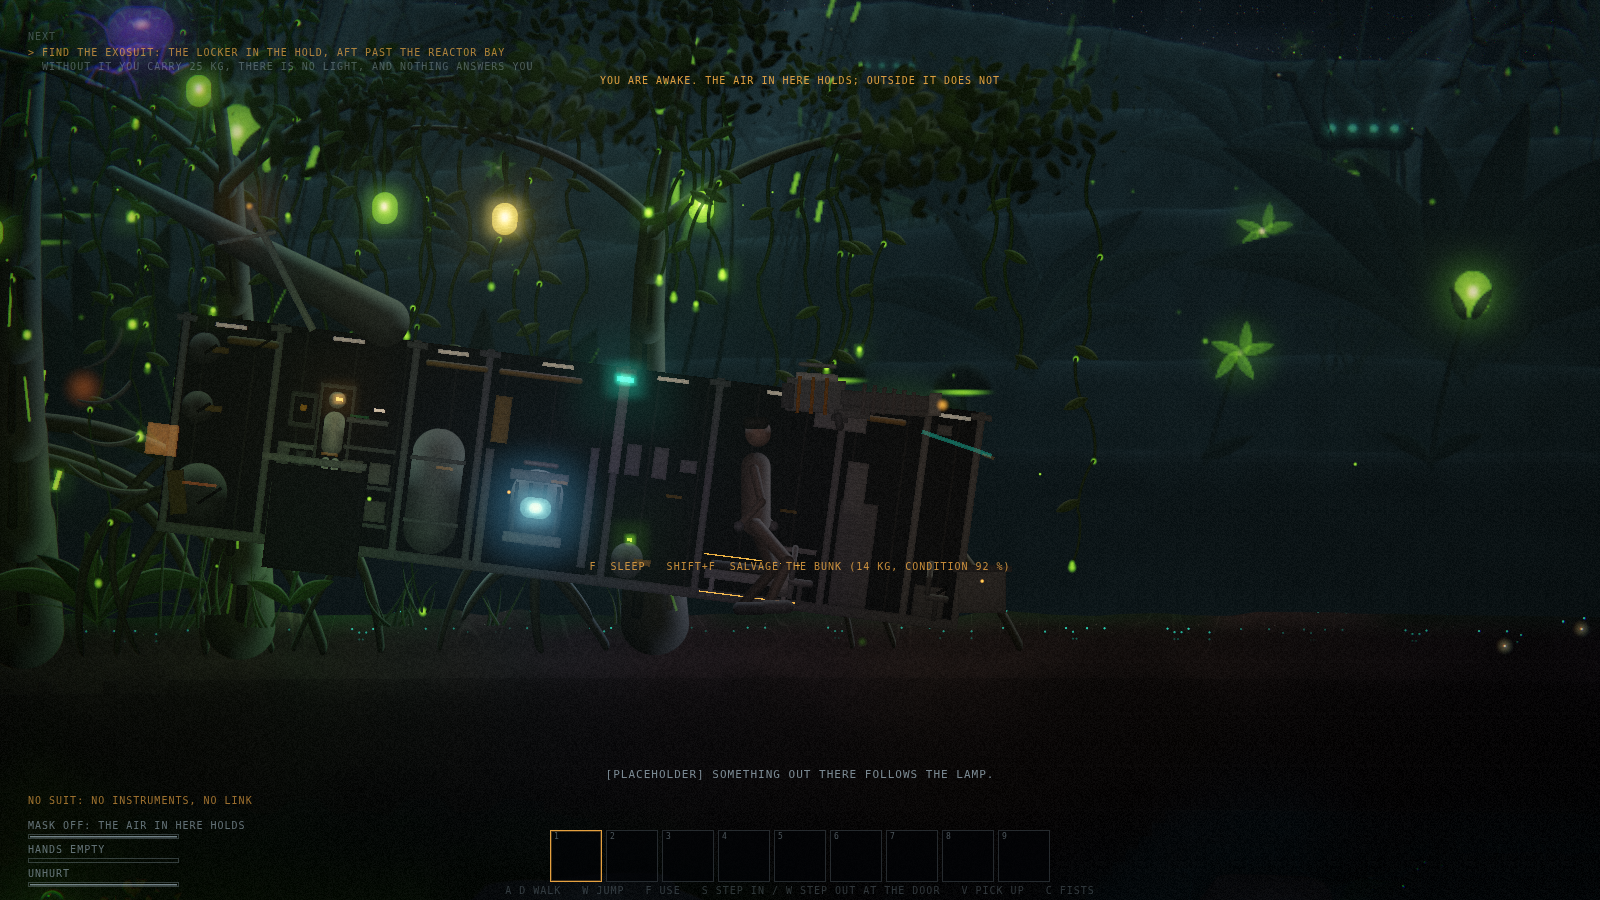 NEXT
> FIND THE EXOSUIT: THE LOCKER IN THE HOLD, AFT PAST THE REACTOR BAY
WITHOUT IT YOU CARRY 25 KG, THERE IS NO LIGHT, AND NOTHING ANSWERS YOU
YOU ARE AWAKE. THE AIR IN HERE HOLDS; OUTSIDE IT DOES NOT
F SLEEP SHIFT+F SALVAGE THE BUNK (14 KG, CONDITION 92 %)
[PLACEHOLDER] SOMETHING OUT THERE FOLLOWS THE LAMP.
NO SUIT: NO INSTRUMENTS, NO LINK
MASK OFF: THE AIR IN HERE HOLDS
HANDS EMPTY
UNHURT
1 2 3 4 5 6 7 8 9
A D WALK W JUMP F USE S STEP IN / W STEP OUT AT THE DOOR V PICK UP C FISTS